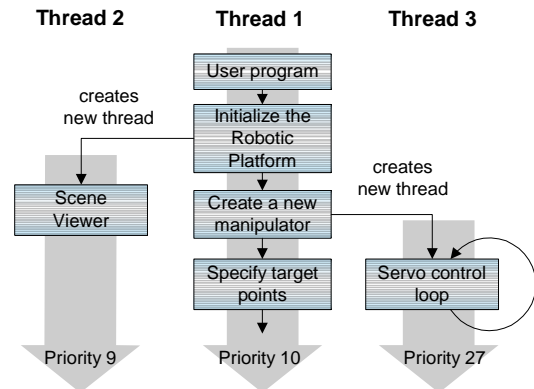 Thread 2
Thread 1
Thread 3
User program
creates
new thread
Initialize the
Robotic
Platform
creates
new thread
Scene
Viewer
Create a new
manipulator
Specify target
points
Servo control
loop
Priority 9
Priority 10
Priority 27